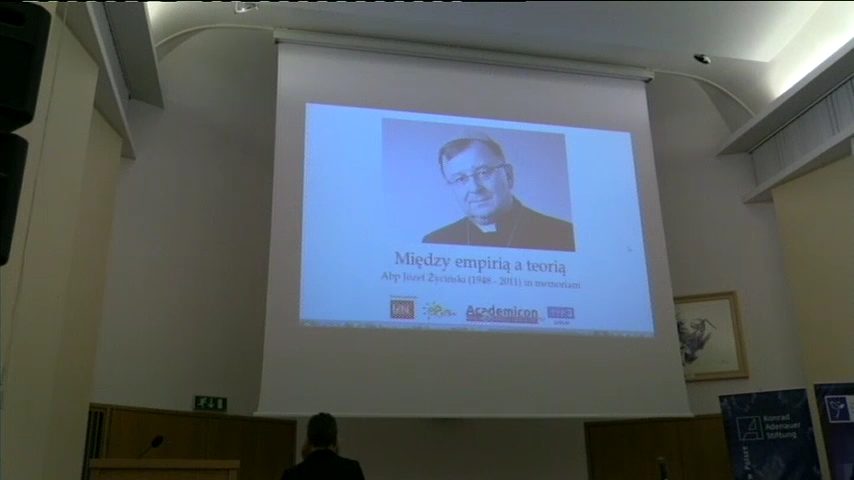 Między empirią a teorią
Abp Józef Życiński (1948 - 2011) in memoriam
Academicon
Konrad
Adenauer
Stiftung